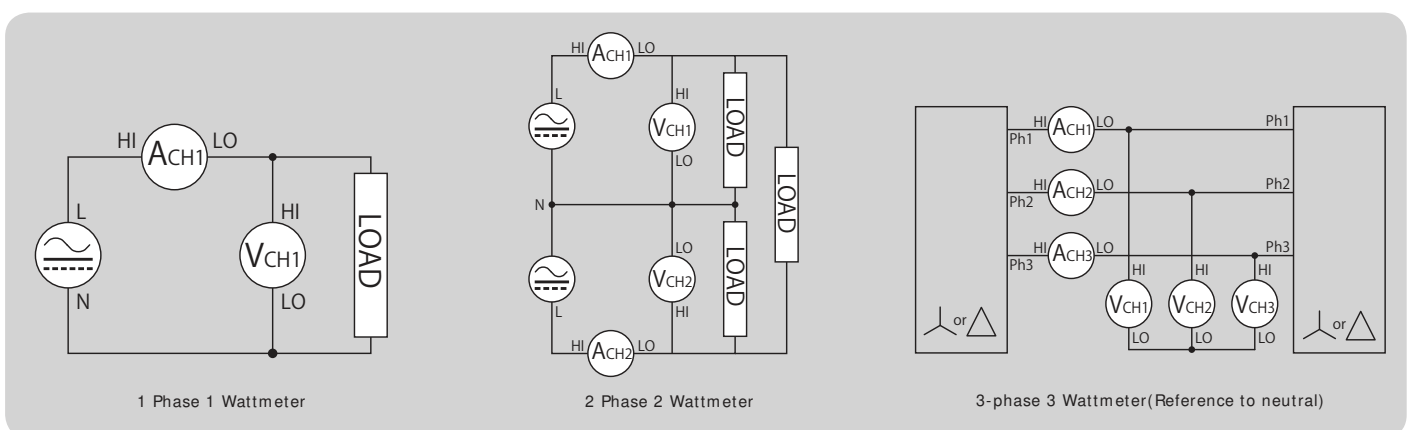 HI ACH1 LO
L
HI
VCH1
LO
N
LOAD
1 Phase 1 Wattmeter
HI ACH1 LO
L
HI
VCH1
LO
LOAD
LOAD
N
LO
VCH2
HI
LOAD
L
HI ACH2 LO
2 Phase 2 Wattmeter
HI ACH1 LO
Ph1
Ph1
HI ACH2 LO
Ph2
Ph2
HI ACH3 LO
Ph3
Ph3
HI
HI
HI
VCH1
VCH2
VCH3
LO
LO
LO
or
or
3-phase 3 Wattmeter(Reference to neutral)